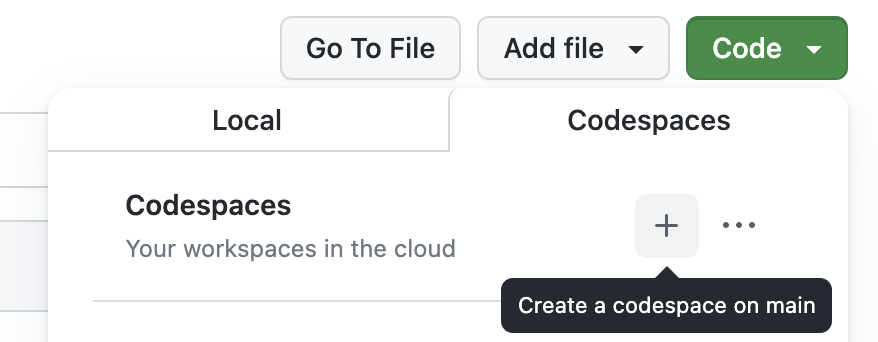 Go To File
Add file
Code
Local
Codespaces
Codespaces
Your workspaces in the cloud
Create a codespace on main